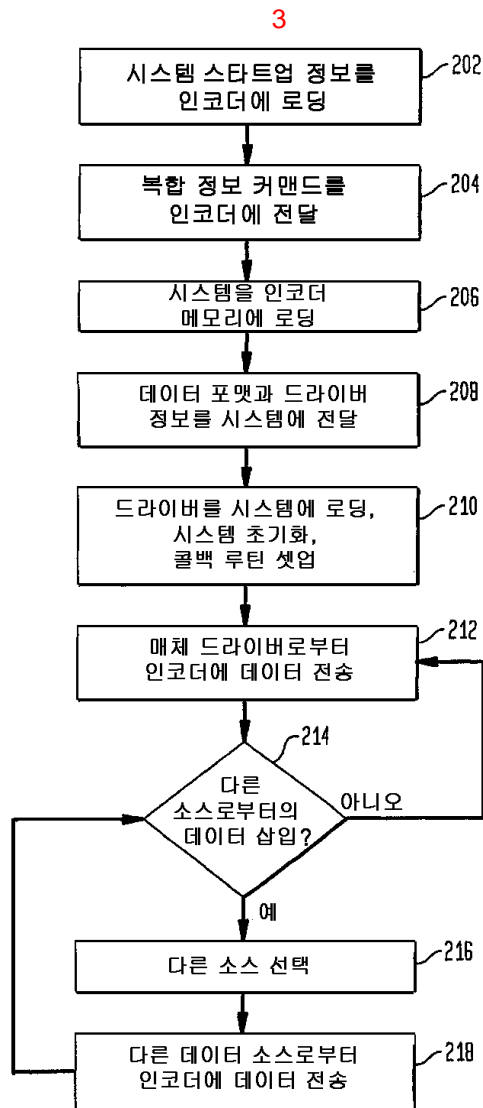 3
시스템 스타트업 정보를
인코더에 로딩
202
복합 정보 커맨드를
인코더에 전달
204
시스템을 인코더
메모리에 로딩
206
데이터 포맷과 드라이버
정보를 시스템에 전달
208
드라이버를 시스템에 로딩,
시스템 초기화,
콜백 루틴 셋업
210
매체 드라이버로부터
인코더에 데이터 전송
212
214
다른
소스로부터의
데이터 삽입?
아니오
예
다른 소스 선택
216
다른 데이터 소스로부터
인코더에 데이터 전송
218